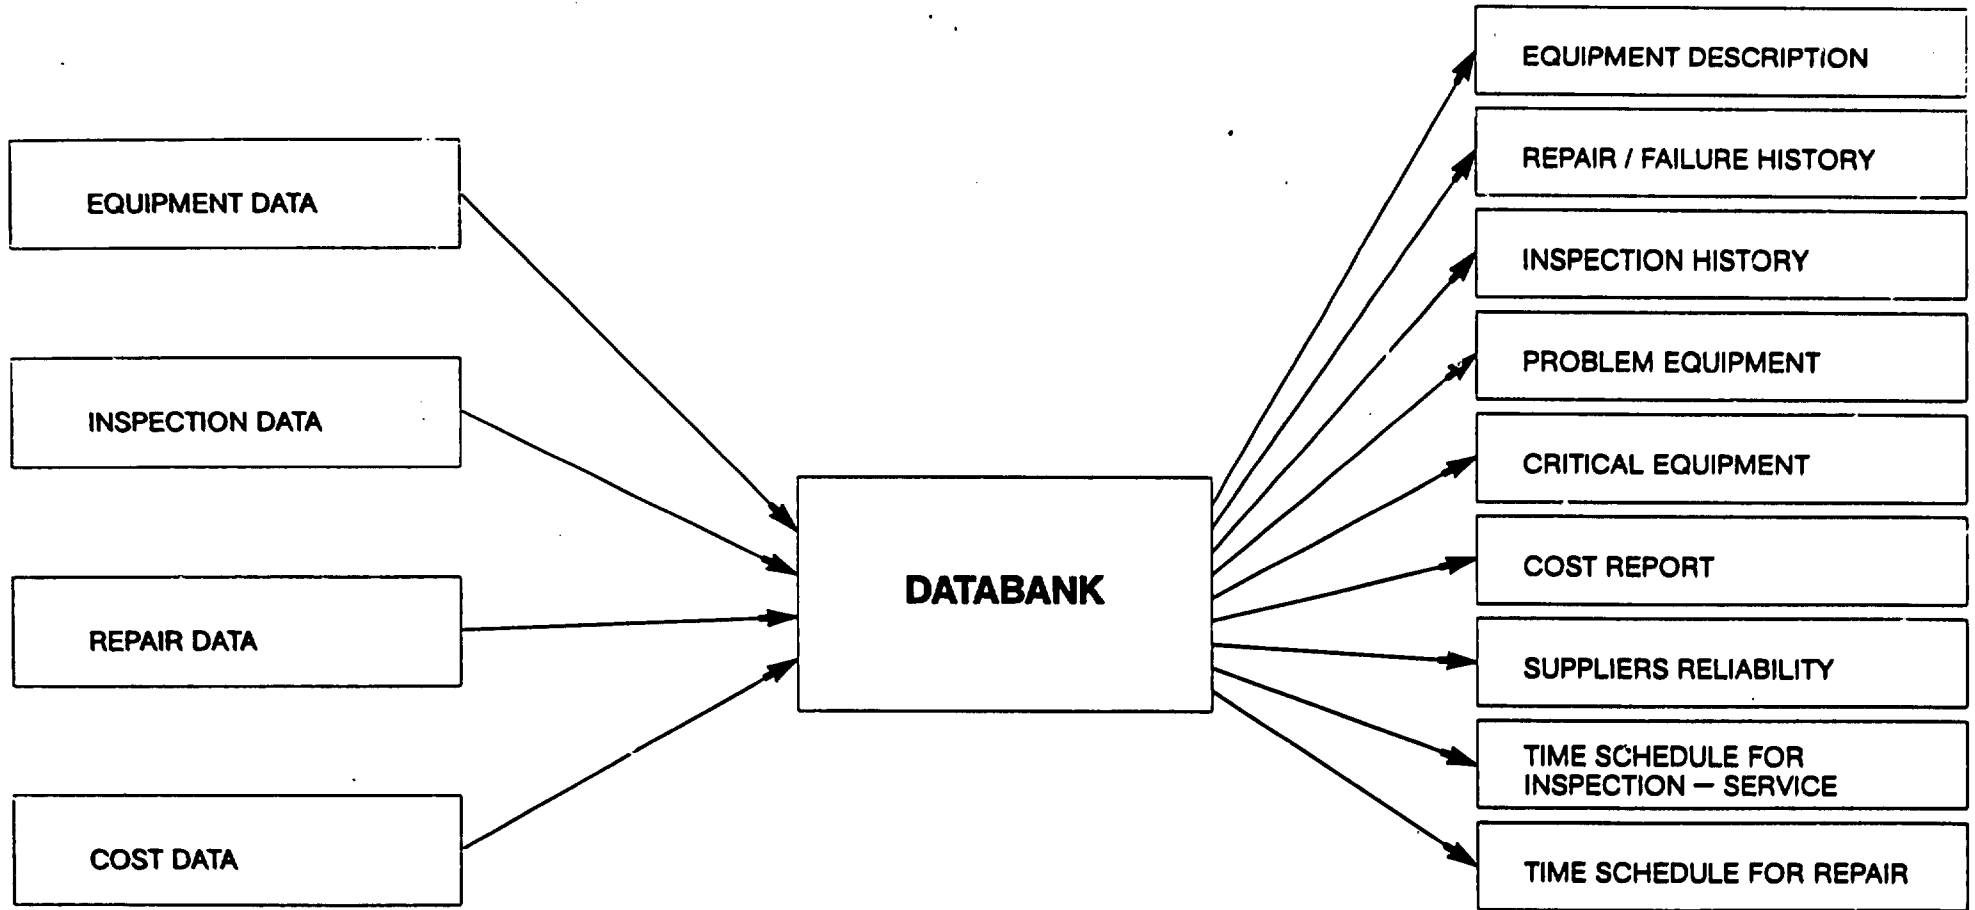 EQUIPMENT DATA
INSPECTION DATA
REPAIR DATA
COST DATA
DATABANK
EQUIPMENT DESCRIPTION
REPAIR / FAILURE HISTORY
INSPECTION HISTORY
PROBLEM EQUIPMENT
CRITICAL EQUIPMENT
COST REPORT
SUPPLIERS RELIABILITY
TIME SCHEDULE FOR
INSPECTION — SERVICE
TIME SCHEDULE FOR REPAIR